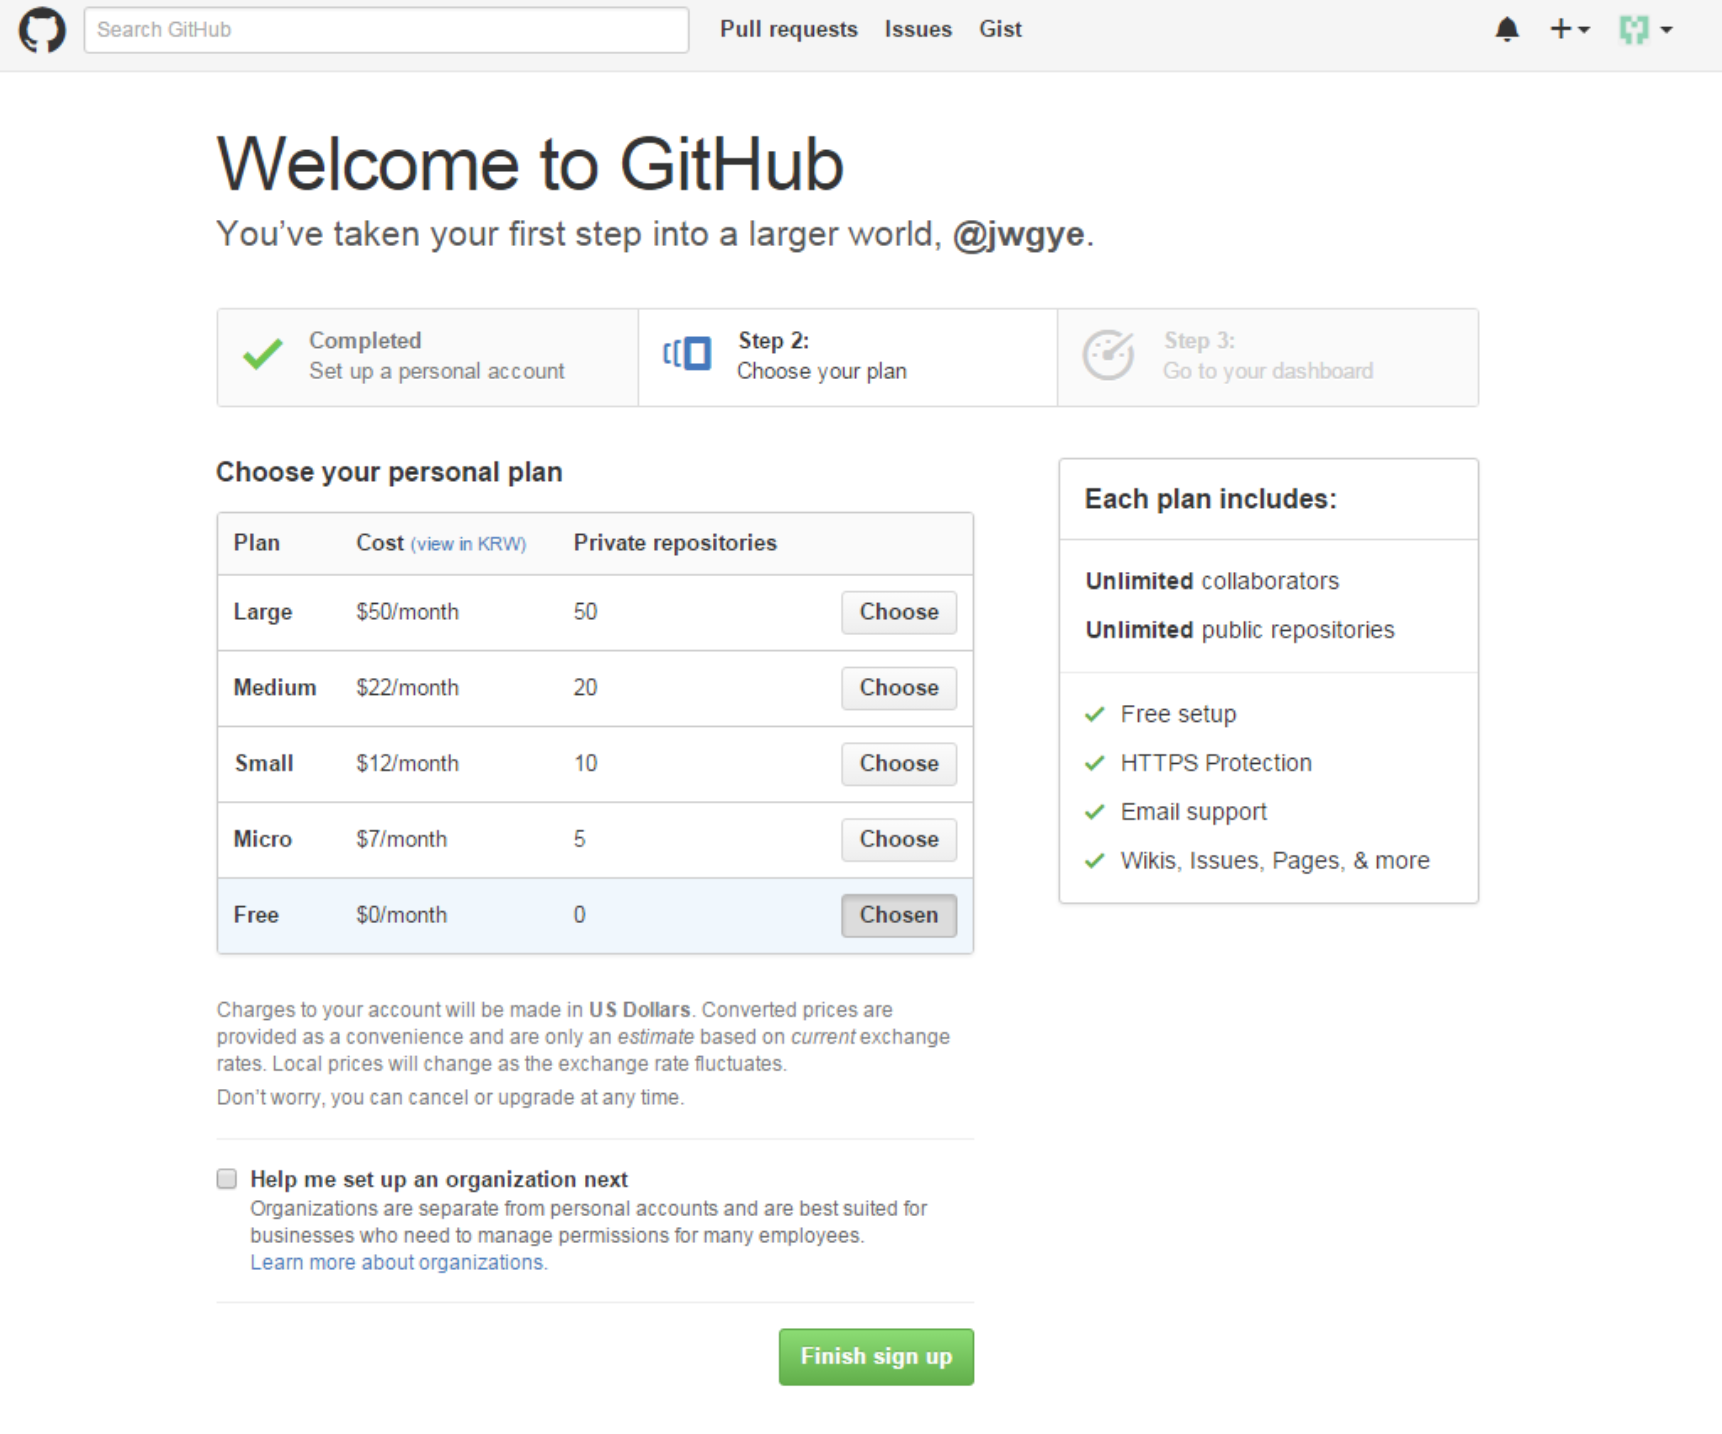 Search GitHub Pull requests Issues Gist
Welcome to GitHub
You've taken your first step into a larger world, @jwgye.
Completed
Set up a personal account
Step 2:
Choose your plan
Step 3:
Go to your dashboard
Choose your personal plan
Plan Cost (view in KRW) Private repositories
Large $50/month 50 Choose
Medium $22/month 20 Choose
Small $12/month 10 Choose
Micro $7/month 5 Choose
Free $0/month 0 Chosen
Charges to your account will be made in US Dollars. Converted prices are
provided as a convenience and are only an estimate based on current exchange
rates. Local prices will change as the exchange rate fluctuates.
Don't worry, you can cancel or upgrade at any time.
Help me set up an organization next
Organizations are separate from personal accounts and are best suited for
businesses who need to manage permissions for many employees.
Learn more about organizations.
Finish sign up
Each plan includes:
Unlimited collaborators
Unlimited public repositories
Free setup
HTTPS Protection
Email support
Wikis, Issues, Pages, & more